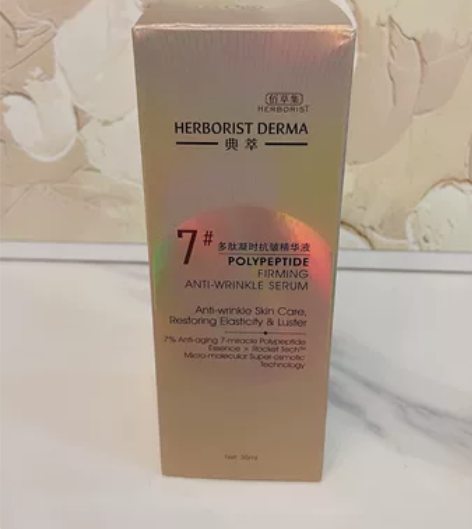 佰草集
HERBORIST
HERBORIST DERMA
典萃
7# 多肽凝时抗皱精华液
POLYPEPTIDE
FIRMING
ANTI-WRINKLE SERUM
Anti-wrinkle Skin Care,
Restoring Elasticity & Luster
7% Anti-aging 7-miracle Polypeptide
Essence × Rocket Tech™
Micro-molecular Super-osmotic
Technology
Net